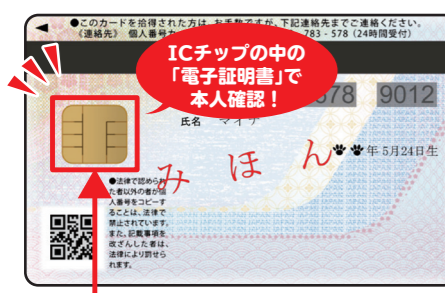 ●このカードを拾得された方は、お手数ですが、下記連絡先までご連絡ください。
《連絡先》 個人番号カ
783 - 578 (24時間受付)
ICチップの中の
「電子証明書」で
本人確認！
678 9012
氏名 マイナ
年 5月24日生
みほん
●法律で認められ
た者以外の者が個
人番号をコピーす
ることは、法律で
禁止されています。
また、記載事項を
改ざんした者は、
法律により罰せら
れます。